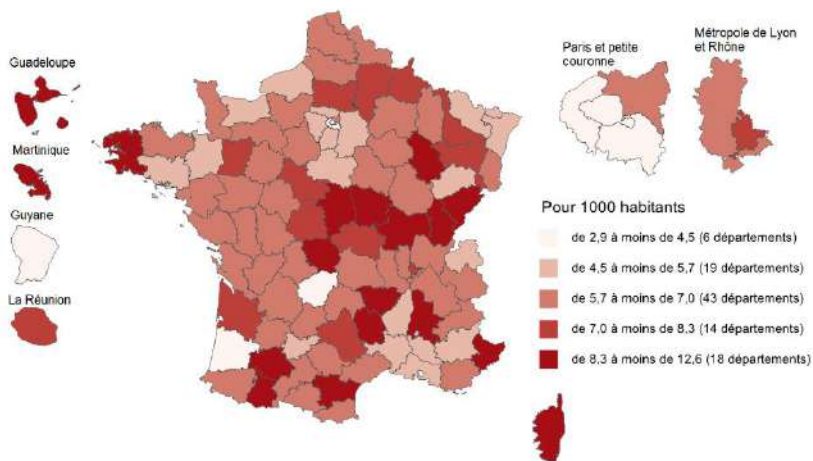 Guadeloupe
Martinique
Guyane
La Réunion
Paris et petite
couronne
Métropole de Lyon
et Rhône
Pour 1000 habitants
de 2,9 à moins de 4,5 (6 départements)
de 4,5 à moins de 5,7 (19 départements)
de 5,7 à moins de 7,0 (43 départements)
de 7,0 à moins de 8,3 (14 départements)
de 8,3 à moins de 12,6 (18 départements)